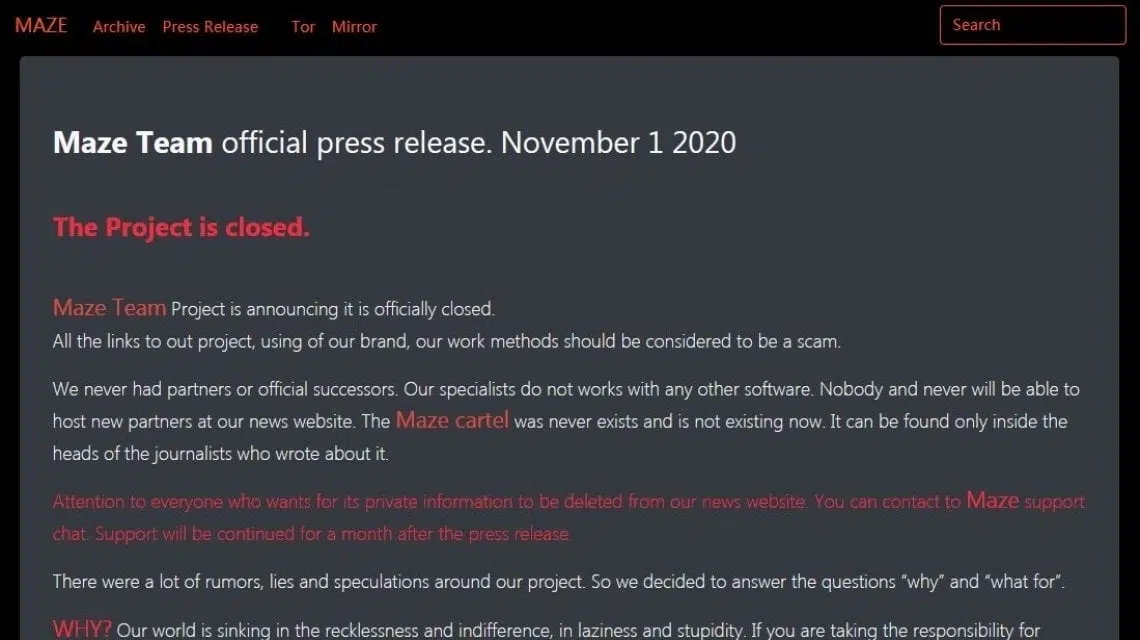 MAZE Archive Press Release Tor Mirror Search
Maze Team official press release. November 1 2020
The Project is closed.
Maze Team Project is announcing it is officially closed.
All the links to out project, using of our brand, our work methods should be considered to be a scam.
We never had partners or official successors. Our specialists do not works with any other software. Nobody and never will be able to
host new partners at our news website. The Maze cartel was never exists and is not existing now. It can be found only inside the
heads of the journalists who wrote about it.
Attention to everyone who wants for its private information to be deleted from our news website. You can contact to Maze support
chat. Support will be continued for a month after the press release.
There were a lot of rumors, lies and speculations around our project. So we decided to answer the questions “why” and “what for”.
WHY? Our world is sinking in the recklessness and indifference, in laziness and stupidity. If you are taking the responsibility for